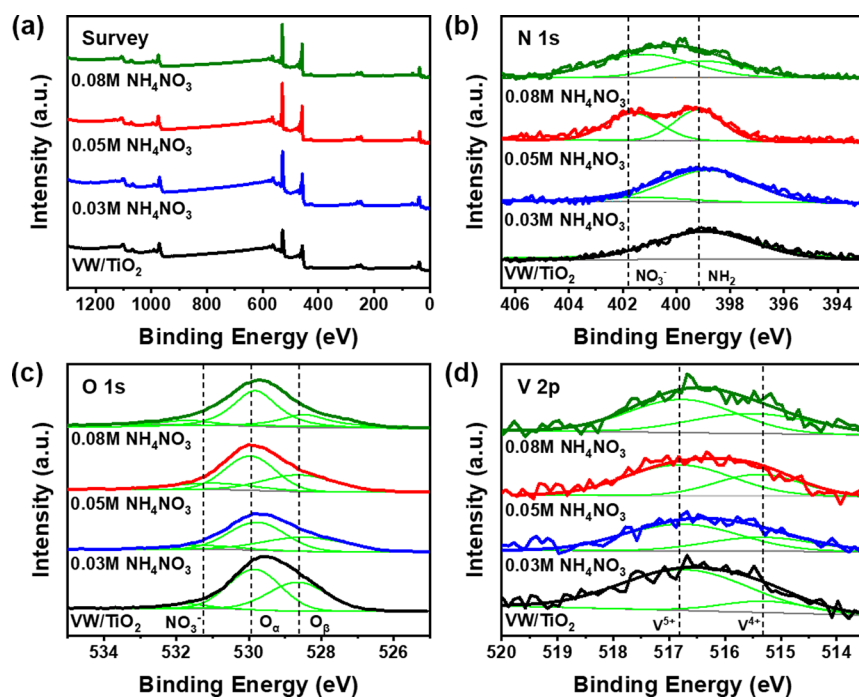 (a)
Survey
0.08M NH₄NO₃
0.05M NH₄NO₃
0.03M NH₄NO₃
VW/TiO₂
Intensity (a.u.)
1200 1000 800 600 400 200 0
Binding Energy (eV)
(b)
N 1s
0.08M NH₄NO₃
0.05M NH₄NO₃
0.03M NH₄NO₃
VW/TiO₂
NO₃⁻ NH₂
Intensity (a.u.)
406 404 402 400 398 396 394
Binding Energy (eV)
(c)
O 1s
0.08M NH₄NO₃
0.05M NH₄NO₃
0.03M NH₄NO₃
VW/TiO₂ NO₃⁻ Oα Oβ
Intensity (a.u.)
534 532 530 528 526
Binding Energy (eV)
(d)
V 2p
0.08M NH₄NO₃
0.05M NH₄NO₃
0.03M NH₄NO₃
VW/TiO₂ V⁵⁺ V⁴⁺
Intensity (a.u.)
520 519 518 517 516 515 514
Binding Energy (eV)